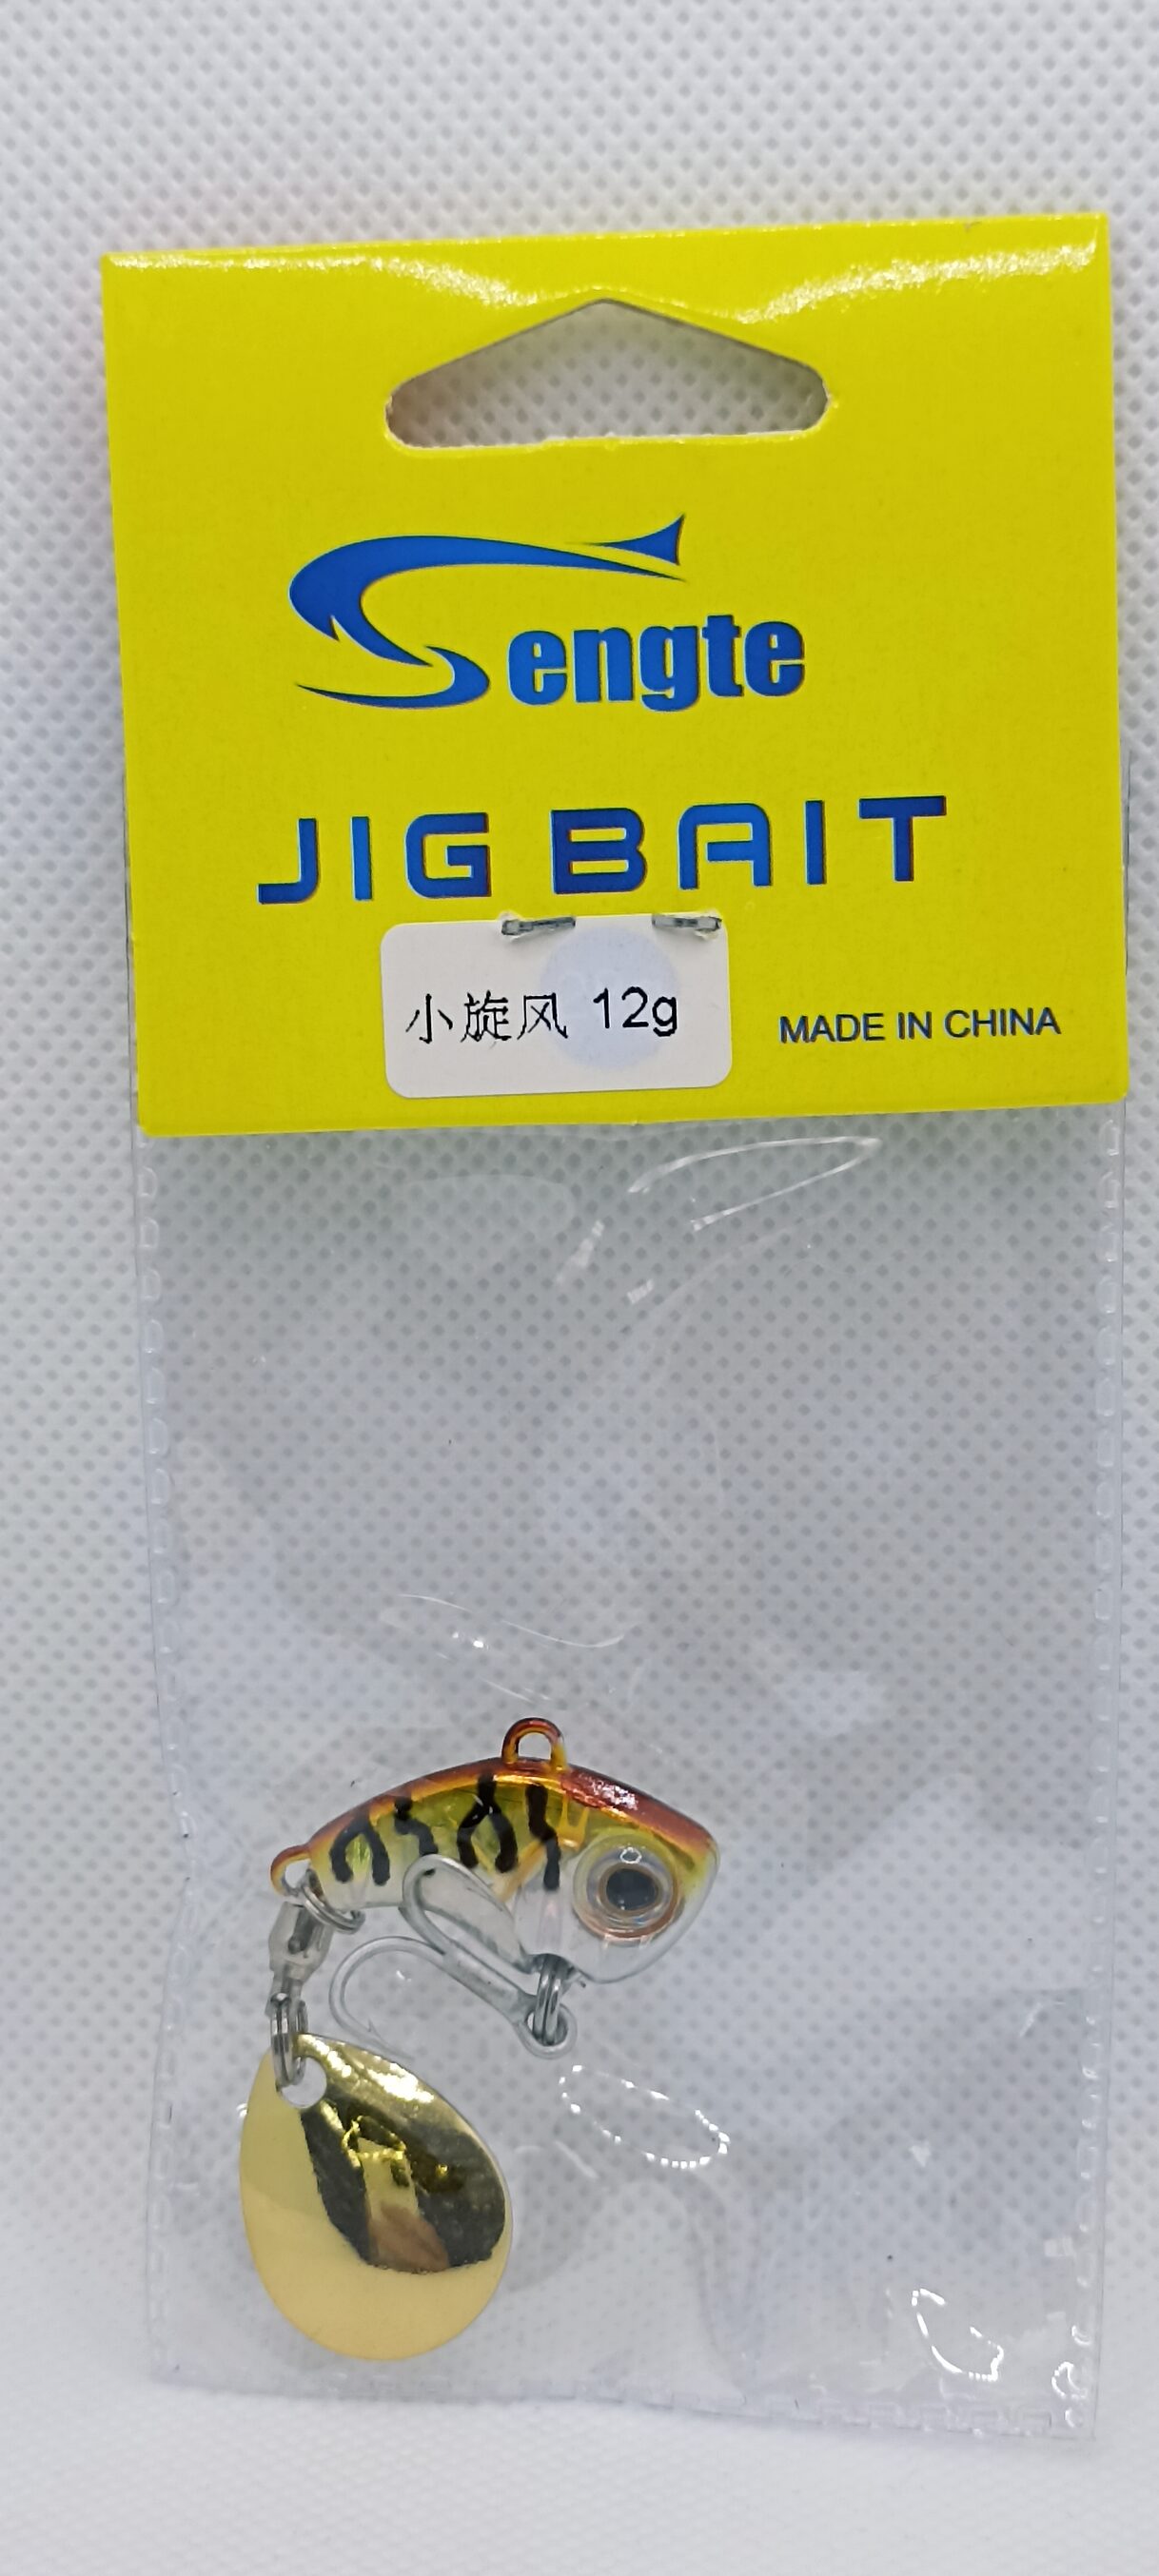 Sengte
JIG BAIT
小旋风 12g
MADE IN CHINA